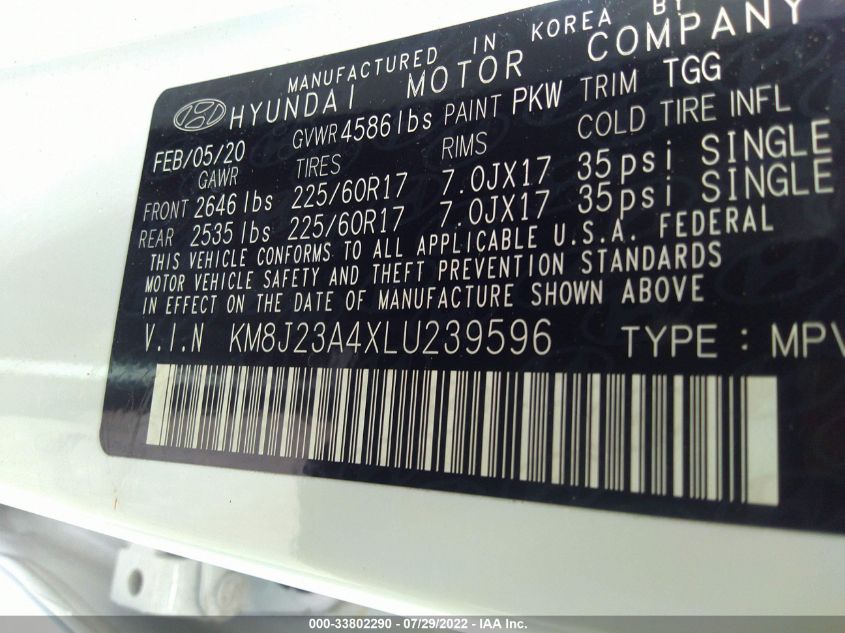 MANUFACTURED IN KOREA BY
HYUNDAI MOTOR COMPANY
FEB/05/20 GVWR 4586 lbs PAINT PKW TRIM TGG
GAWR TIRES RIMS COLD TIRE INFL
FRONT 2646 lbs 225/60R17 7.0JX17 35psi SINGLE
REAR 2535 lbs 225/60R17 7.0JX17 35psi SINGLE
THIS VEHICLE CONFORMS TO ALL APPLICABLE U.S.A. FEDERAL
MOTOR VEHICLE SAFETY AND THEFT PREVENTION STANDARDS
IN EFFECT ON THE DATE OF MANUFACTURE SHOWN ABOVE
V.I.N KM8J23A4XLU239596 TYPE : MPV
000-33802290 - 07/29/2022 - IAA Inc.